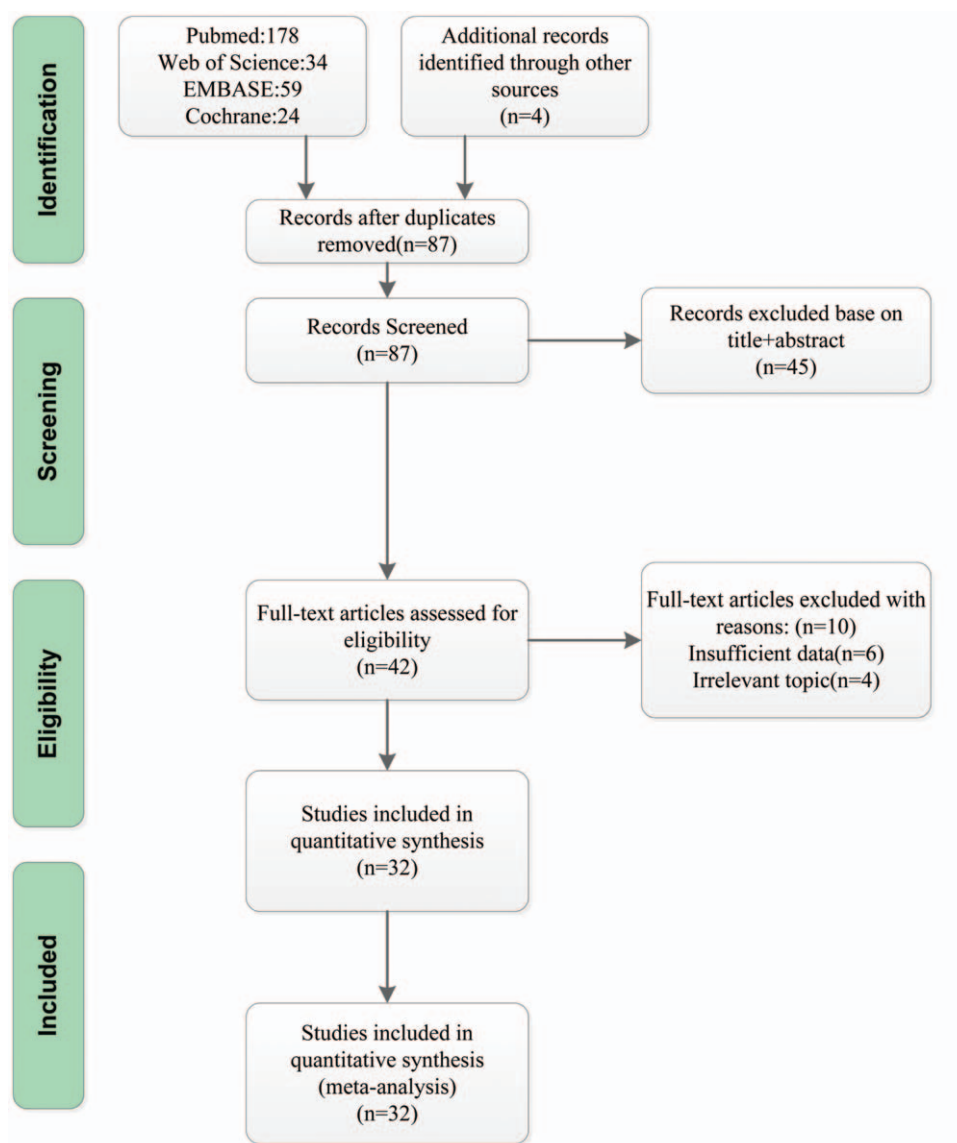 Identification
Pubmed:178
Web of Science:34
EMBASE:59
Cochrane:24
Additional records
identified through other
sources
(n=4)
Records after duplicates
removed(n=87)
Screening
Records Screened
(n=87)
Records excluded base on
title+abstract
(n=45)
Eligibility
Full-text articles assessed for
eligibility
(n=42)
Full-text articles excluded with
reasons: (n=10)
Insufficient data(n=6)
Irrelevant topic(n=4)
Studies included in
quantitative synthesis
(n=32)
Included
Studies included in
quantitative synthesis
(meta-analysis)
(n=32)